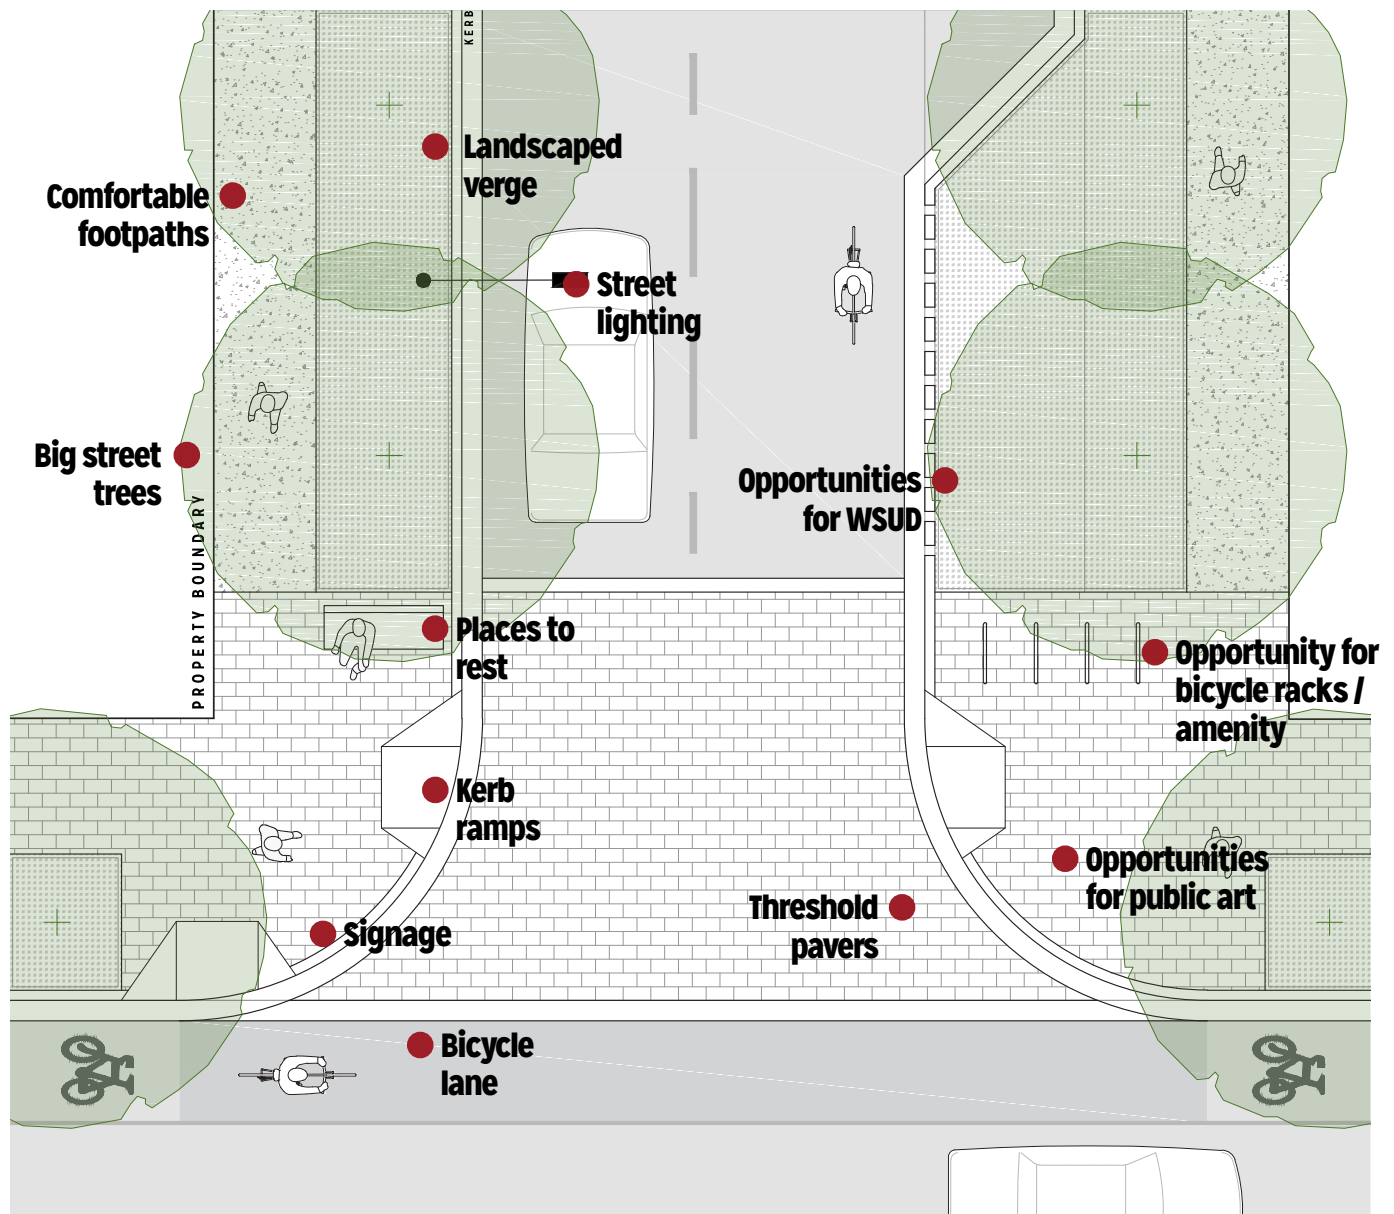 KERB
Landscaped
verge
Comfortable
footpaths
Street
lighting
Big street
trees
Opportunities
for WSUD
PROPERTY BOUNDARY
Places to
rest
Opportunity for
bicycle racks /
amenity
Kerb
ramps
Opportunities
for public art
Threshold
pavers
Signage
Bicycle
lane